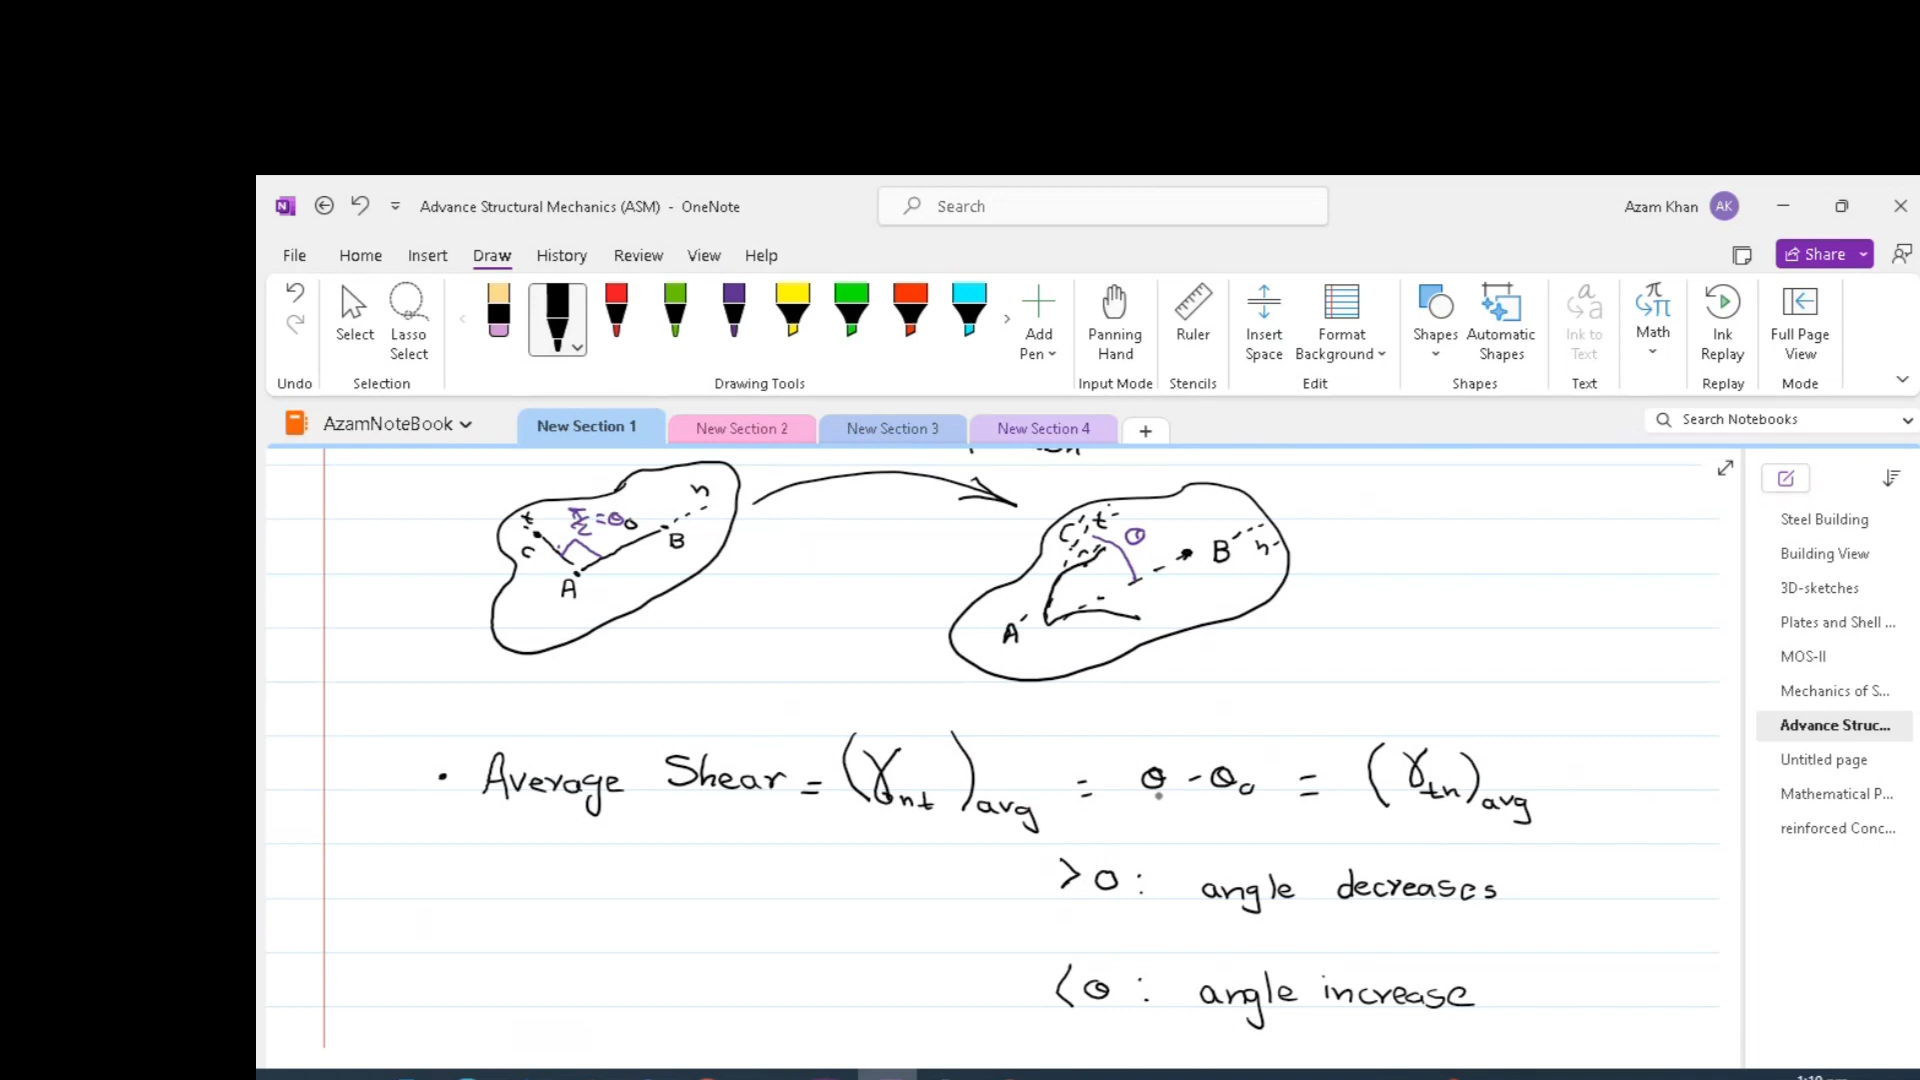 Advance Structural Mechanics (ASM) - OneNote
Search
Azam Khan AK
File Home Insert Draw History Review View Help Share
Select
Lasso Select
Add Pen
Panning Hand
Ruler
Insert Space
Format Background
Shapes
Automatic Shapes
Ink to Text
Math
Ink Replay
Full Page View
Undo Selection Drawing Tools Input Mode Stencils Edit Shapes Text Replay Mode
AzamNoteBook New Section 1 New Section 2 New Section 3 New Section 4 + Search Notebooks
t π/2 = θ₀ n
C B
A
C' t' θ B' n'
A'
• Average Shear = (γnt)avg = θ - θ₀ = (γtn)avg
> 0 : angle decreases
< 0 : angle increase
Steel Building
Building View
3D-sketches
Plates and Shell ...
MOS-II
Mechanics of S...
Advance Struc...
Untitled page
Mathematical P...
reinforced Conc...